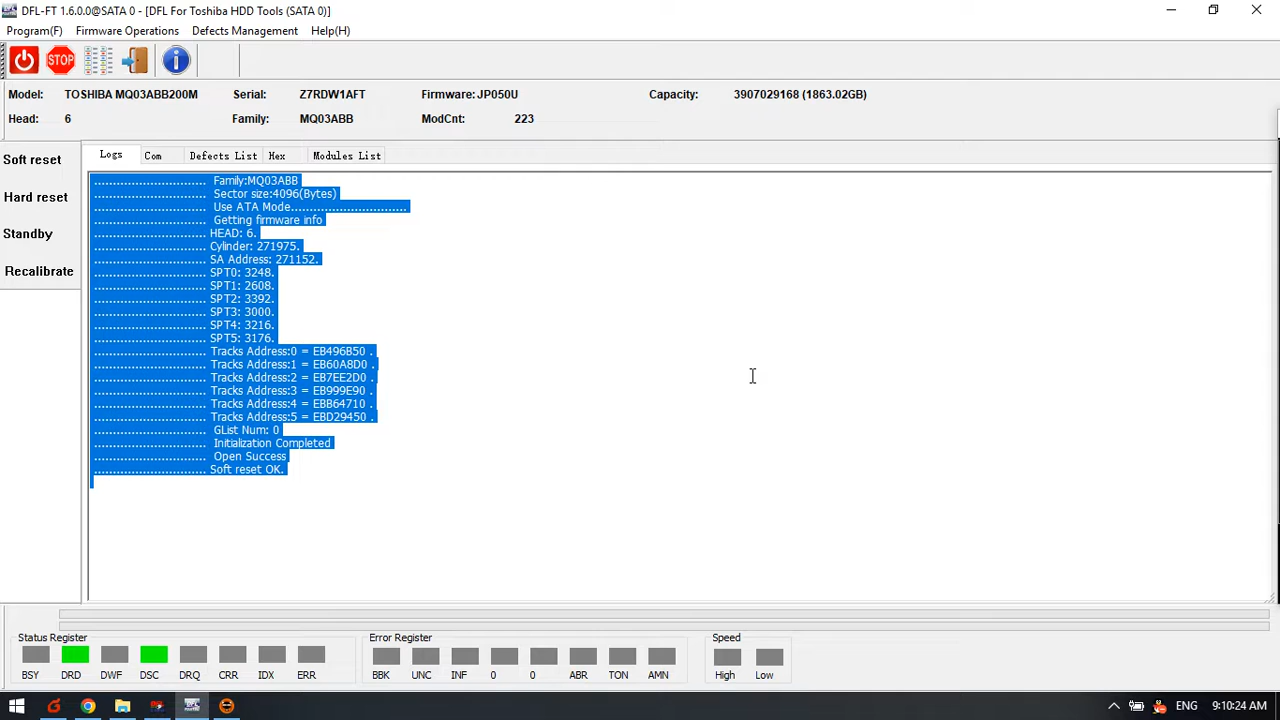 DFL-FT 1.6.0.0@SATA 0 - [DFL For Toshiba HDD Tools (SATA 0)]
Program(F) Firmware Operations Defects Management Help(H)
STOP
Model: TOSHIBA MQ03ABB200M Serial: Z7RDW1AFT Firmware: JP050U Capacity: 3907029168 (1863.02GB)
Head: 6 Family: MQ03ABB ModCnt: 223
Logs Com Defects List Hex Modules List
Soft reset
Hard reset
Standby
Recalibrate
.............................. Family:MQ03ABB
.............................. Sector size:4096(Bytes)
.............................. Use ATA Mode...............................
.............................. Getting firmware info
.............................. HEAD: 6.
.............................. Cylinder: 271975.
.............................. SA Address: 271152.
.............................. SPT0: 3248.
.............................. SPT1: 2608.
.............................. SPT2: 3392.
.............................. SPT3: 3000.
.............................. SPT4: 3216.
.............................. SPT5: 3176.
.............................. Tracks Address:0 = EB496B50 .
.............................. Tracks Address:1 = EB60A8D0 .
.............................. Tracks Address:2 = EB7EE2D0 .
.............................. Tracks Address:3 = EB999E90 .
.............................. Tracks Address:4 = EBB64710 .
.............................. Tracks Address:5 = EBD29450 .
.............................. GList Num: 0
.............................. Initialization Completed
.............................. Open Success
.............................. Soft reset OK.
Status Register Error Register Speed
BSY DRD DWF DSC DRQ CRR IDX ERR BBK UNC INF 0 0 ABR TON AMN High Low
ENG 9:10:24 AM